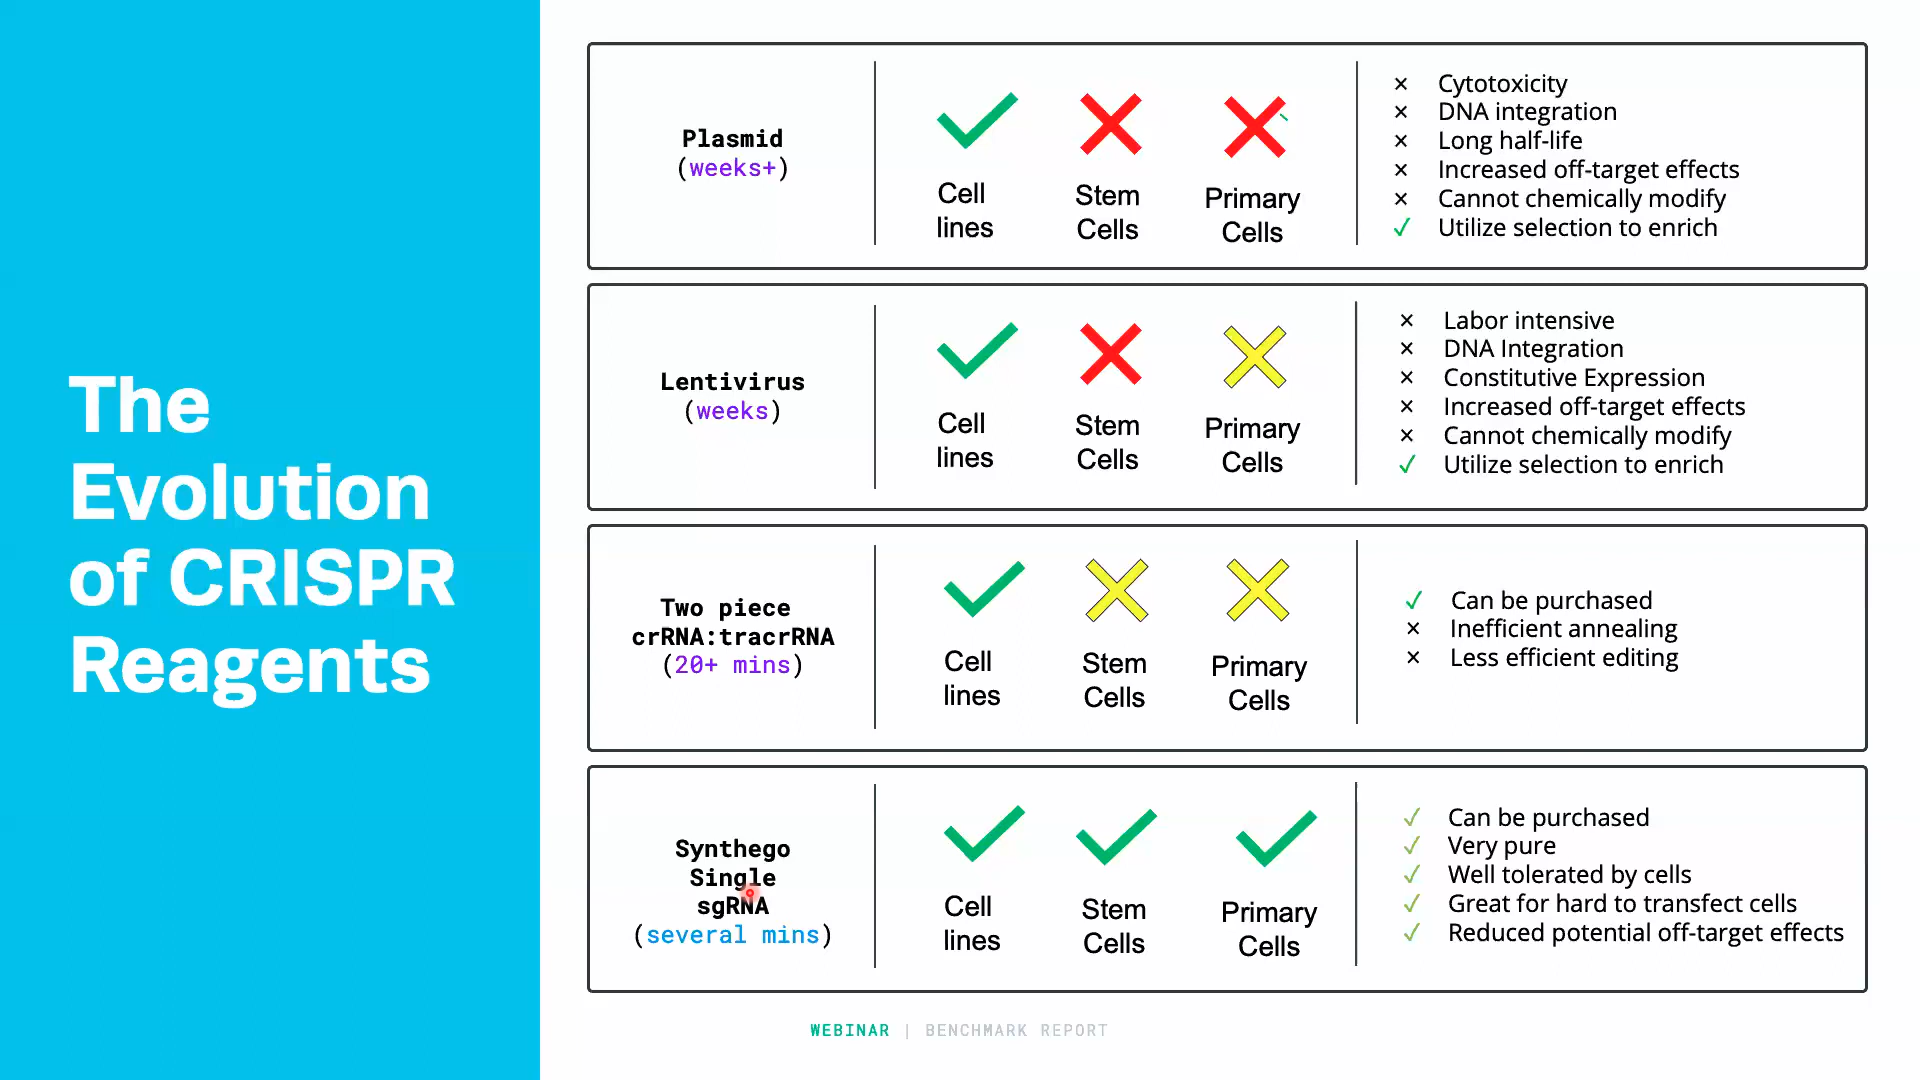 The
Evolution
of CRISPR
Reagents
Plasmid
(weeks+)
Cell
lines
Stem
Cells
Primary
Cells
Cytotoxicity
DNA integration
Long half-life
Increased off-target effects
Cannot chemically modify
Utilize selection to enrich
Lentivirus
(weeks)
Cell
lines
Stem
Cells
Primary
Cells
Labor intensive
DNA Integration
Constitutive Expression
Increased off-target effects
Cannot chemically modify
Utilize selection to enrich
Two piece
crRNA:tracrRNA
(20+ mins)
Cell
lines
Stem
Cells
Primary
Cells
Can be purchased
Inefficient annealing
Less efficient editing
Synthego
Single
sgRNA
(several mins)
Cell
lines
Stem
Cells
Primary
Cells
Can be purchased
Very pure
Well tolerated by cells
Great for hard to transfect cells
Reduced potential off-target effects
WEBINAR | BENCHMARK REPORT